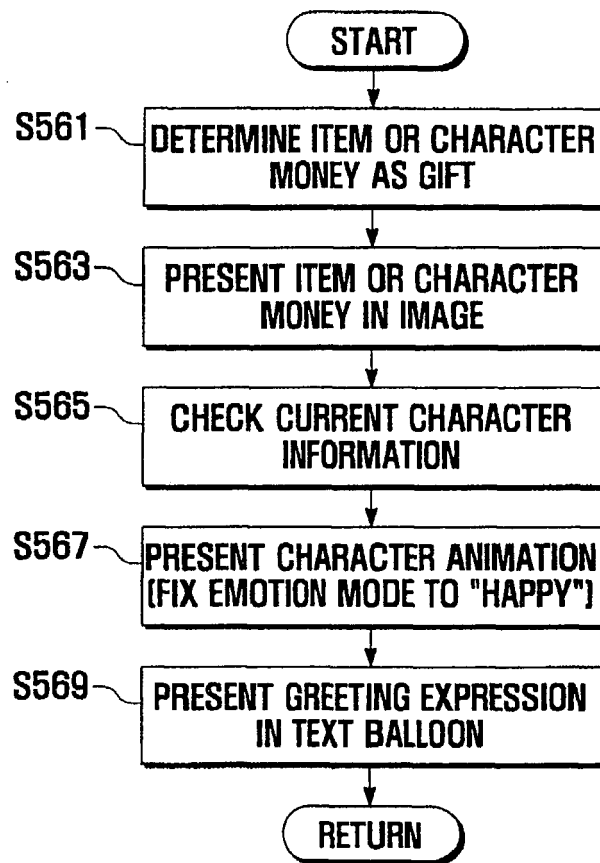 START
S561
DETERMINE ITEM OR CHARACTER
MONEY AS GIFT
S563
PRESENT ITEM OR CHARACTER
MONEY IN IMAGE
S565
CHECK CURRENT CHARACTER
INFORMATION
S567
PRESENT CHARACTER ANIMATION
(FIX EMOTION MODE TO "HAPPY")
S569
PRESENT GREETING EXPRESSION
IN TEXT BALLOON
RETURN